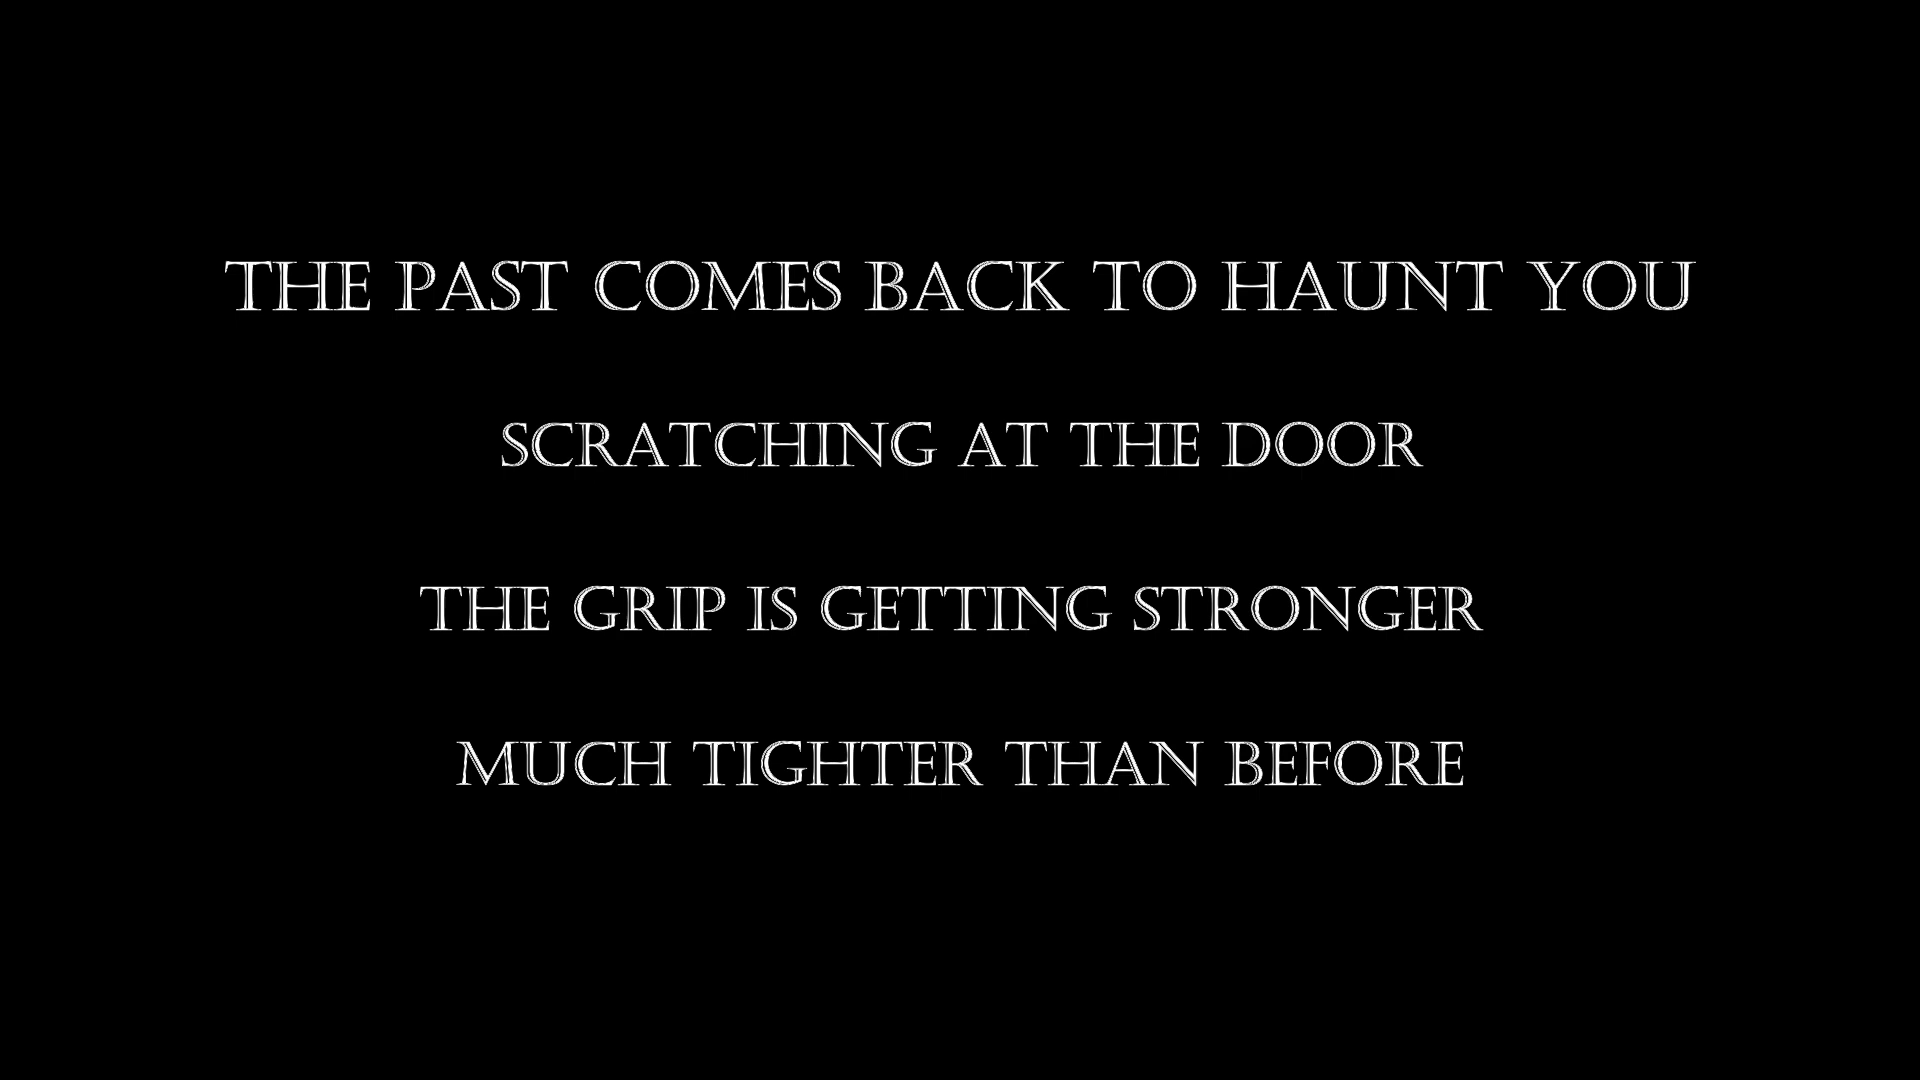 THE PAST COMES BACK TO HAUNT YOU
SCRATCHING AT THE DOOR
THE GRIP IS GETTING STRONGER
MUCH TIGHTER THAN BEFORE